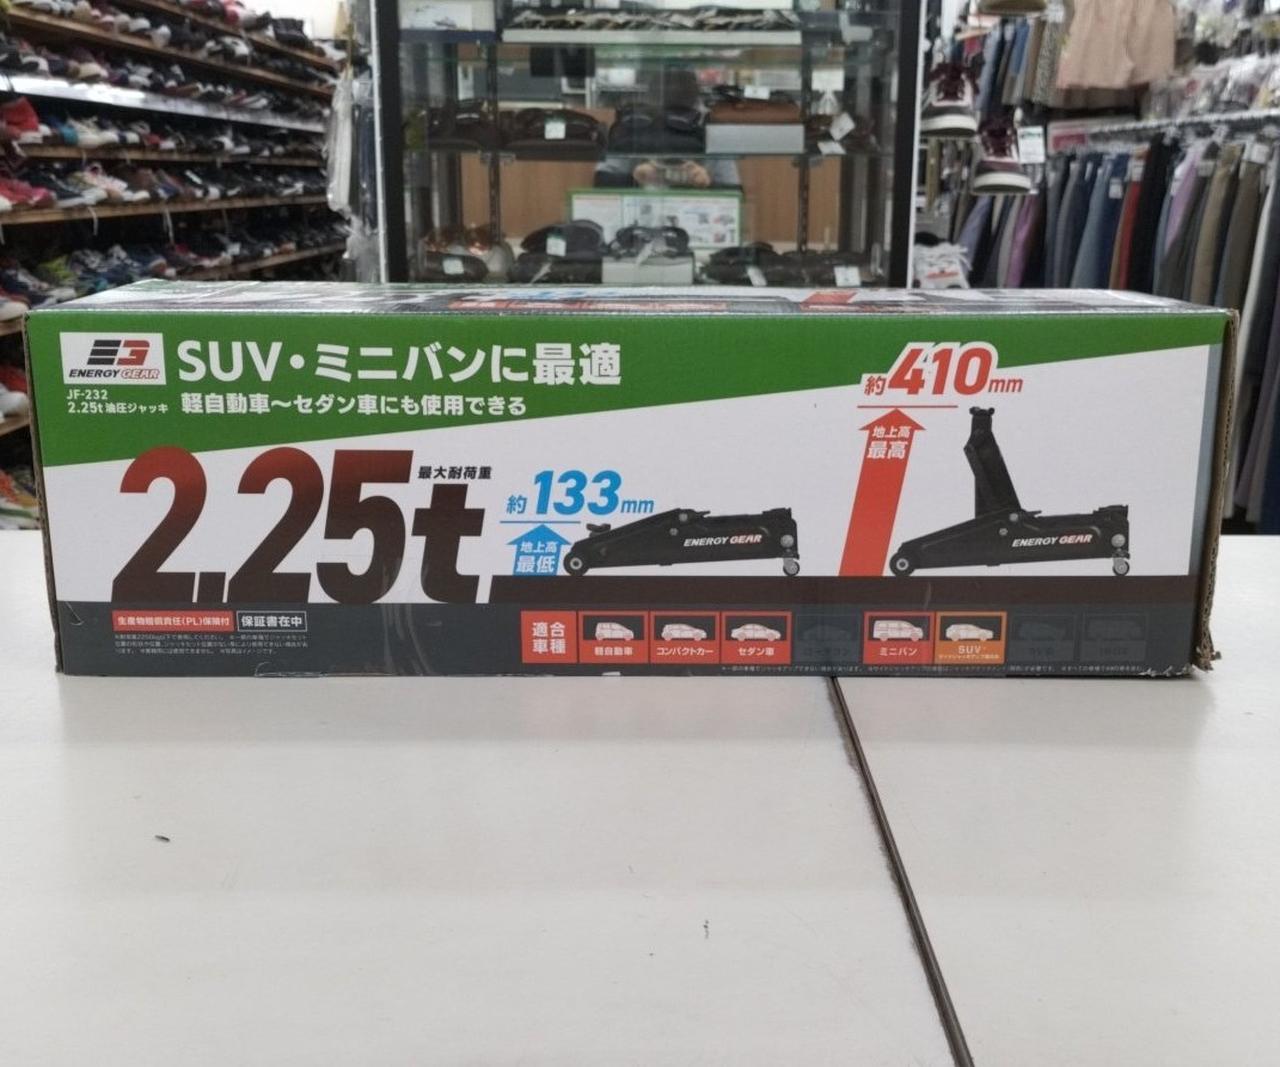 ENERGY GEAR
JF-232
2.25t 油圧ジャッキ
SUV・ミニバンに最適
軽自動車〜セダン車にも使用できる
2.25t
最大耐荷重
約133mm
地上高
最低
ENERGY GEAR
約410mm
地上高
最高
ENERGY GEAR
生産物賠償責任(PL)保険付
保証書在中
適合
車種
軽自動車
コンパクトカー
セダン車
ミニバン
SUV